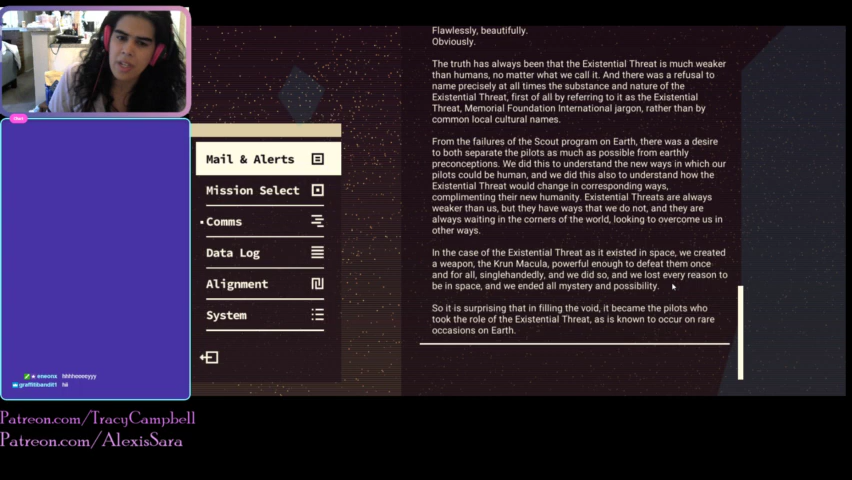 Flawlessly, beautifully.
Obviously.
The truth has always been that the Existential Threat is much weaker
than humans, no matter what we call it. And there was a refusal to
name precisely at all times the substance and nature of the
Existential Threat, first of all by referring to it as the Existential
Threat, Memorial Foundation International jargon, rather than by
common local cultural names.
From the failures of the Scout program on Earth, there was a desire
to both separate the pilots as much as possible from earthly
preconceptions. We did this to understand the new ways in which our
pilots could be human, and we did this also to understand how the
Existential Threat would change in corresponding ways,
complimenting their new humanity. Existential Threats are always
weaker than us, but they have ways that we do not, and they are
always waiting in the corners of the world, looking to overcome us in
other ways.
In the case of the Existential Threat as it existed in space, we created
a weapon, the Krun Macula, powerful enough to defeat them once
and for all, singlehandedly, and we did so, and we lost every reason to
be in space, and we ended all mystery and possibility.
So it is surprising that in filling the void, it became the pilots who
took the role of the Existential Threat, as is known to occur on rare
occasions on Earth.
Mail & Alerts
Mission Select
Comms
Data Log
Alignment
System
Chat
eneonx hhhheeeeyyy
graffitibandit1 hii
Patreon.com/TracyCampbell
Patreon.com/AlexisSara